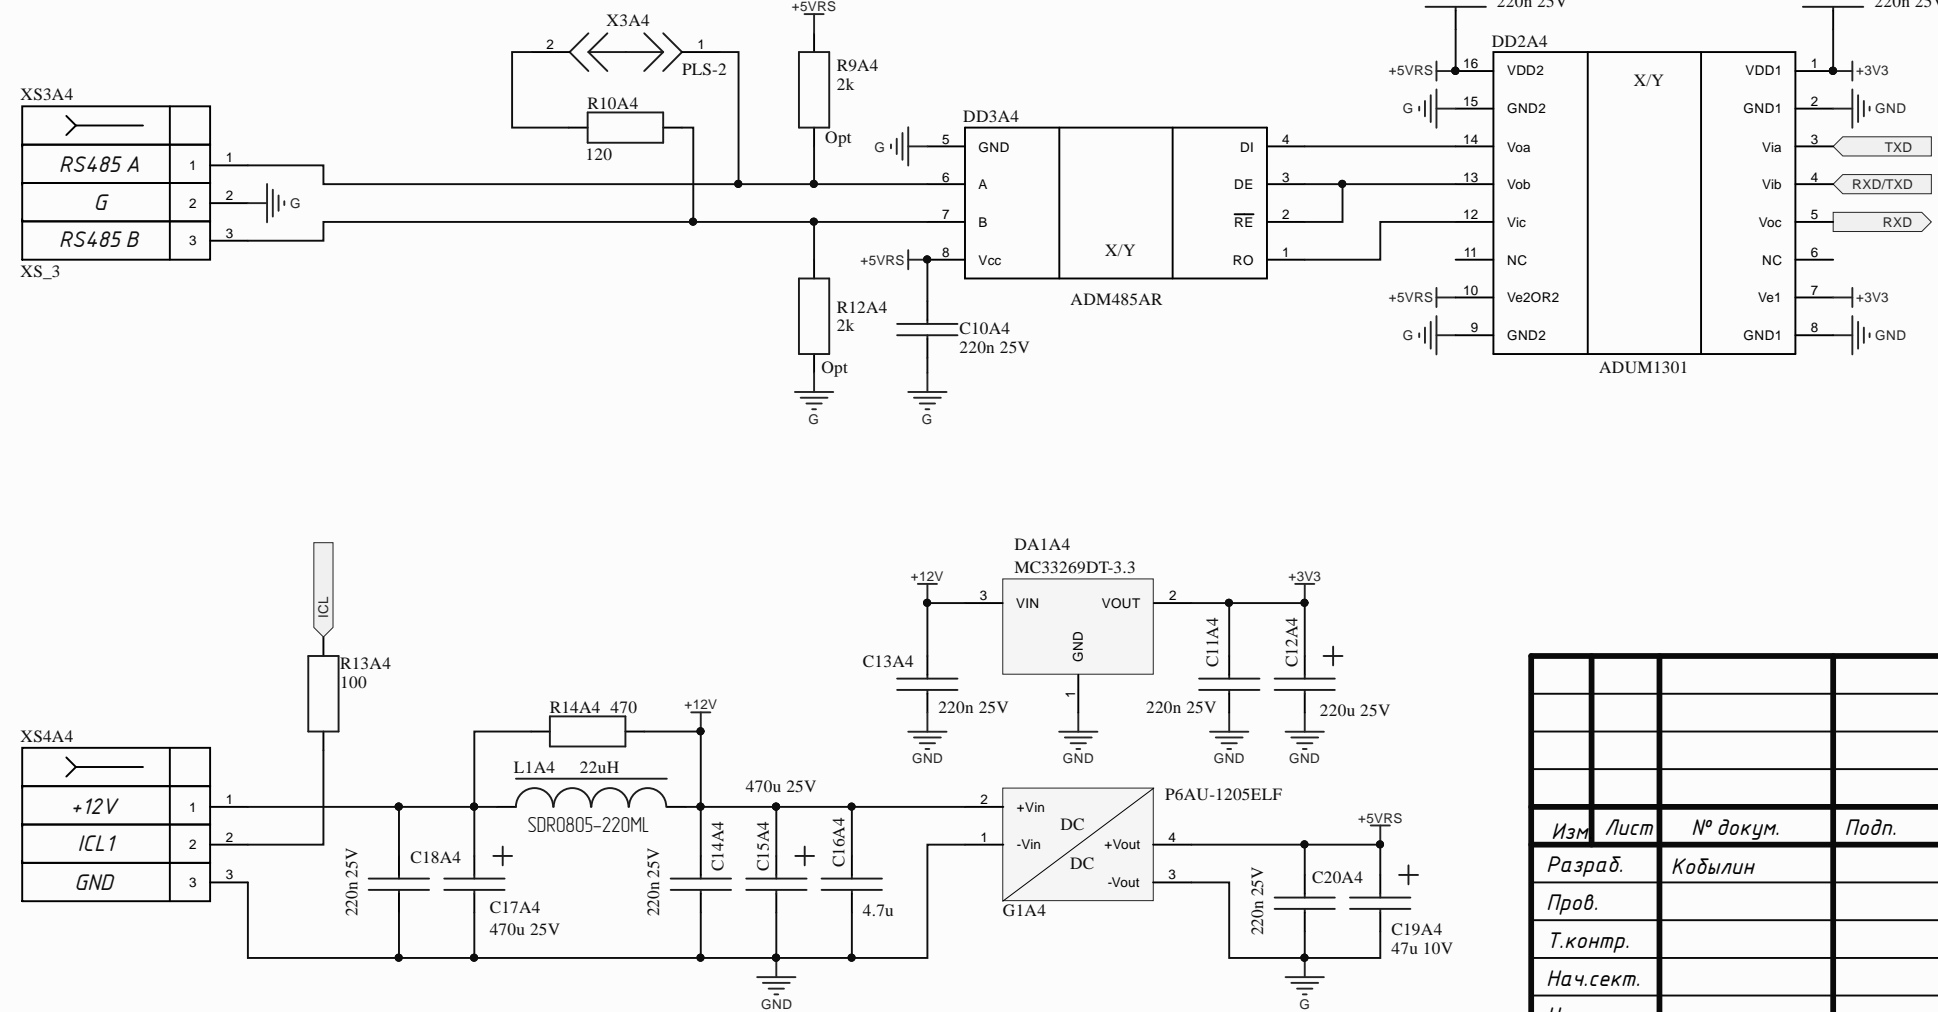 +5VRS
220n 25V
220n 25V
X3A4
2
1
PLS-2
R9A4
2k
Opt
R10A4
120
XS3A4
RS485 A
1
1
G
2
2
G
RS485 B
3
3
XS_3
DD3A4
G
5
GND
6
A
7
B
+5VRS
8
Vcc
X/Y
DI
4
DE
3
RE
2
RO
1
ADM485AR
R12A4
2k
Opt
G
C10A4
220n 25V
G
DD2A4
X/Y
+5VRS
16
VDD2
VDD1
1
+3V3
G
15
GND2
GND1
2
GND
14
Voa
Via
3
TXD
13
Vob
Vib
4
RXD/TXD
12
Vic
Voc
5
RXD
11
NC
NC
6
+5VRS
10
Ve2OR2
Ve1
7
+3V3
G
9
GND2
GND1
8
GND
ADUM1301
ICL
R13A4
100
XS4A4
+12V
1
1
ICL1
2
2
GND
3
3
R14A4 470
+12V
L1A4 22uH
SDR0805-220ML
220n 25V
C18A4
C17A4
470u 25V
220n 25V
C14A4
470u 25V
C15A4
C16A4
4.7u
GND
DA1A4
MC33269DT-3.3
+12V
3
VIN
VOUT
2
GND
1
GND
C13A4
220n 25V
GND
C11A4
220n 25V
GND
+3V3
C12A4
220u 25V
GND
P6AU-1205ELF
2
+Vin
1
-Vin
DC
DC
+Vout
4
-Vout
3
G1A4
+5VRS
220n 25V
C20A4
C19A4
47u 10V
G
Изм Лист № докум. Подп.
Разраб. Кобылин
Пров.
Т.контр.
Нач.сект.